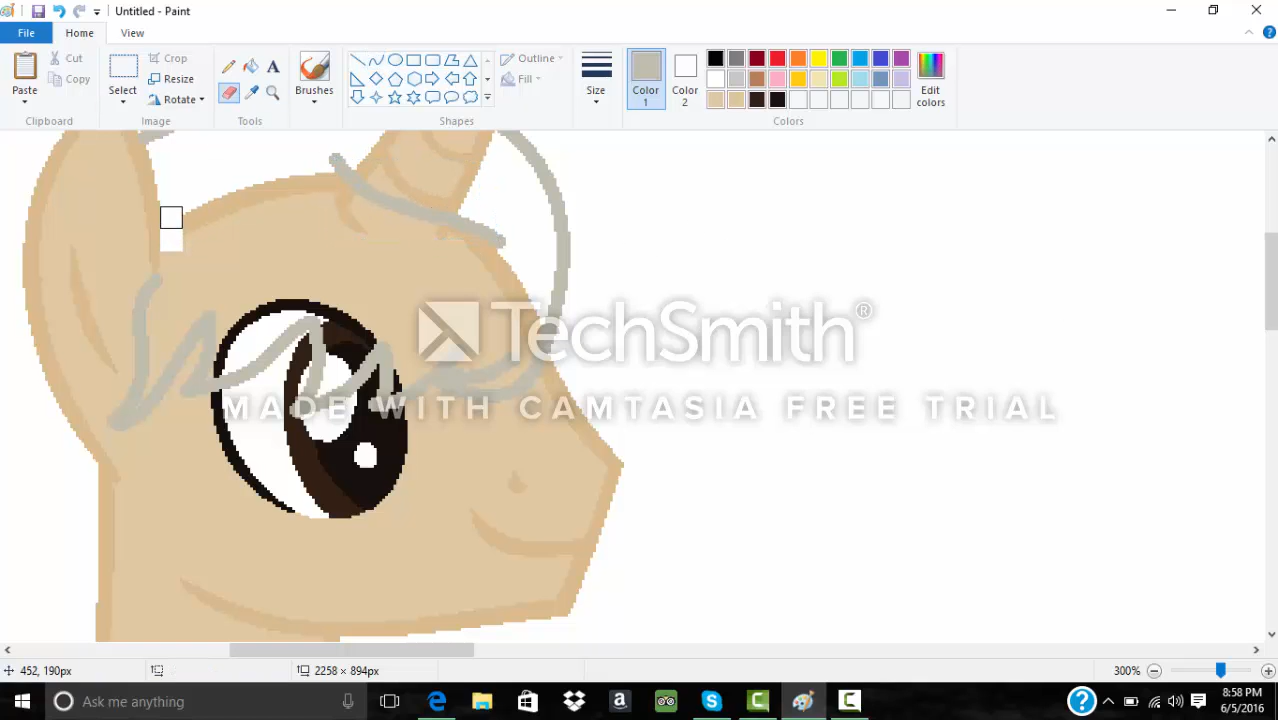 Untitled - Paint
File Home View
Paste Cut Copy Clipboard
Select Crop Resize Rotate Image
Tools
Brushes
Outline Fill Shapes
Size
Color 1
Color 2
Edit colors
Colors
TechSmith®
MADE WITH CAMTASIA FREE TRIAL
452, 190px
2258 × 894px
300%
Ask me anything
8:58 PM
6/5/2016